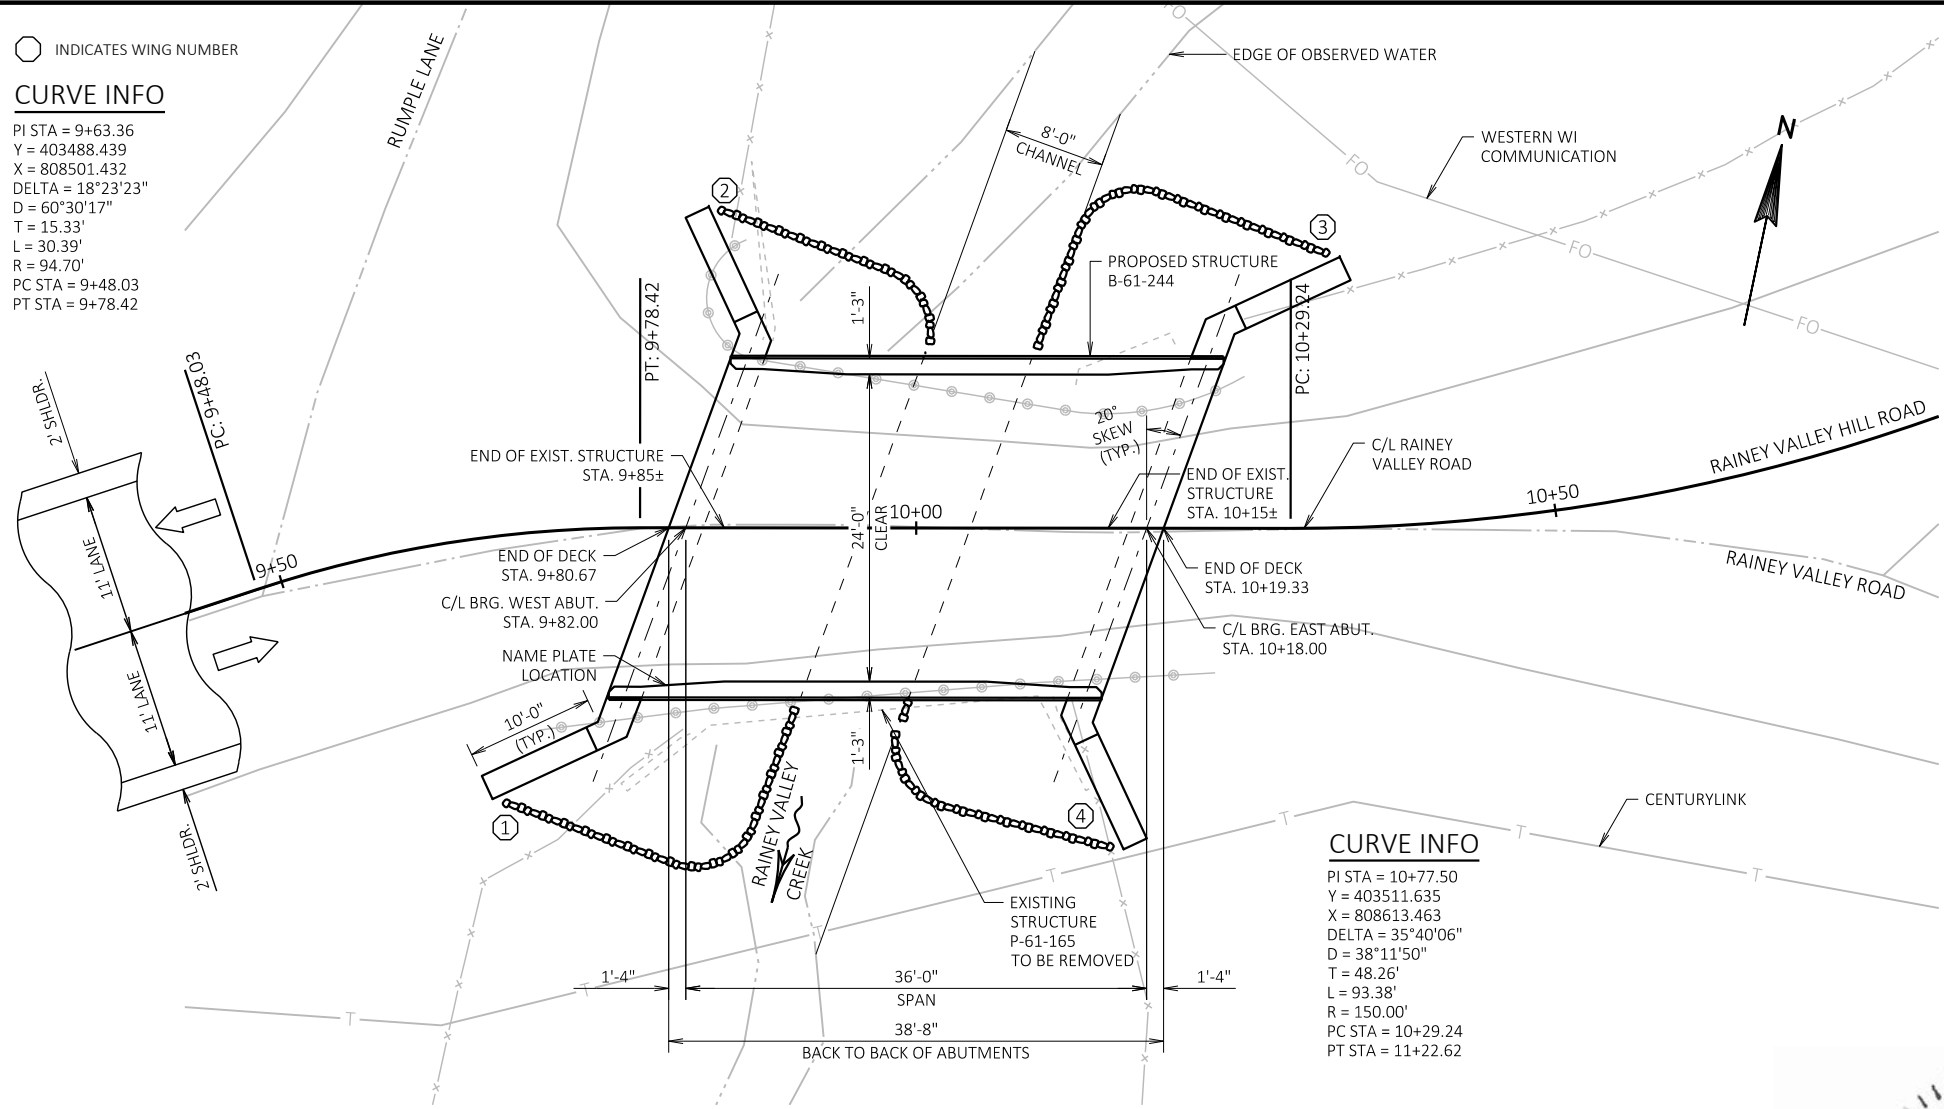 INDICATES WING NUMBER
CURVE INFO
PI STA = 9+63.36
Y = 403488.439
X = 808501.432
DELTA = 18°23'23"
D = 60°30'17"
T = 15.33'
L = 30.39'
R = 94.70'
PC STA = 9+48.03
PT STA = 9+78.42
RUMPLE LANE
EDGE OF OBSERVED WATER
8'-0"
CHANNEL
WESTERN WI
COMMUNICATION
N
FO
FO
FO
FO
2
3
PROPOSED STRUCTURE
B-61-244
1'-3"
PT: 9+78.42
PC: 10+29.24
PC: 9+48.03
2' SHLDR.
11' LANE
11' LANE
2' SHLDR.
9+50
20°
SKEW
(TYP.)
END OF EXIST. STRUCTURE
STA. 9+85±
END OF EXIST.
STRUCTURE
STA. 10+15±
C/L RAINEY
VALLEY ROAD
RAINEY VALLEY HILL ROAD
10+00
10+50
24'-0"
CLEAR
END OF DECK
STA. 9+80.67
C/L BRG. WEST ABUT.
STA. 9+82.00
END OF DECK
STA. 10+19.33
C/L BRG. EAST ABUT.
STA. 10+18.00
RAINEY VALLEY ROAD
NAME PLATE
LOCATION
10'-0"
(TYP.)
1'-3"
1
4
RAINEY VALLEY
CREEK
EXISTING
STRUCTURE
P-61-165
TO BE REMOVED
CENTURYLINK
T
T
T
T
T
T
T
1'-4"
36'-0"
SPAN
1'-4"
38'-8"
BACK TO BACK OF ABUTMENTS
CURVE INFO
PI STA = 10+77.50
Y = 403511.635
X = 808613.463
DELTA = 35°40'06"
D = 38°11'50"
T = 48.26'
L = 93.38'
R = 150.00'
PC STA = 10+29.24
PT STA = 11+22.62